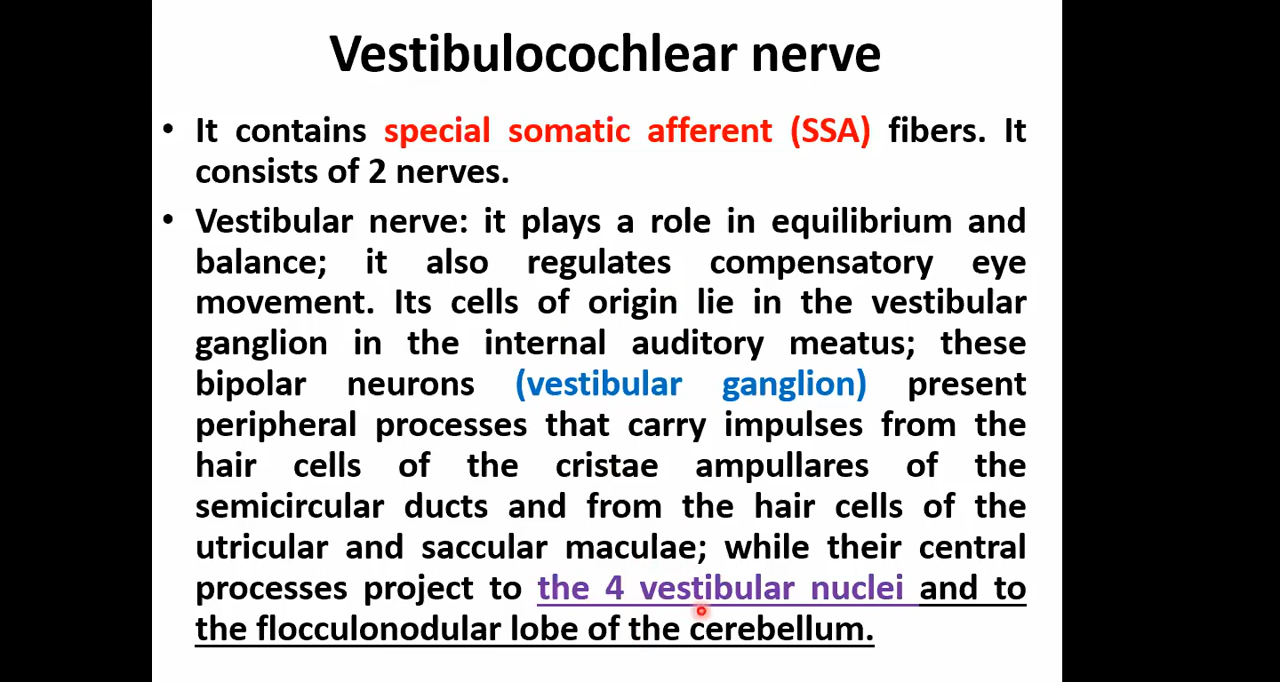 Vestibulocochlear nerve
• It contains special somatic afferent (SSA) fibers. It
consists of 2 nerves.
• Vestibular nerve: it plays a role in equilibrium and
balance; it also regulates compensatory eye
movement. Its cells of origin lie in the vestibular
ganglion in the internal auditory meatus; these
bipolar neurons (vestibular ganglion) present
peripheral processes that carry impulses from the
hair cells of the cristae ampullares of the
semicircular ducts and from the hair cells of the
utricular and saccular maculae; while their central
processes project to the 4 vestibular nuclei and to
the flocculonodular lobe of the cerebellum.